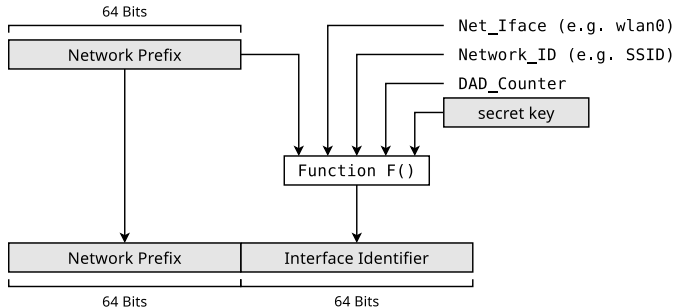 64 Bits
Net_Iface (e.g. wlan0)
Network Prefix
Network_ID (e.g. SSID)
DAD_Counter
secret key
Function F()
Network Prefix
Interface Identifier
64 Bits
64 Bits